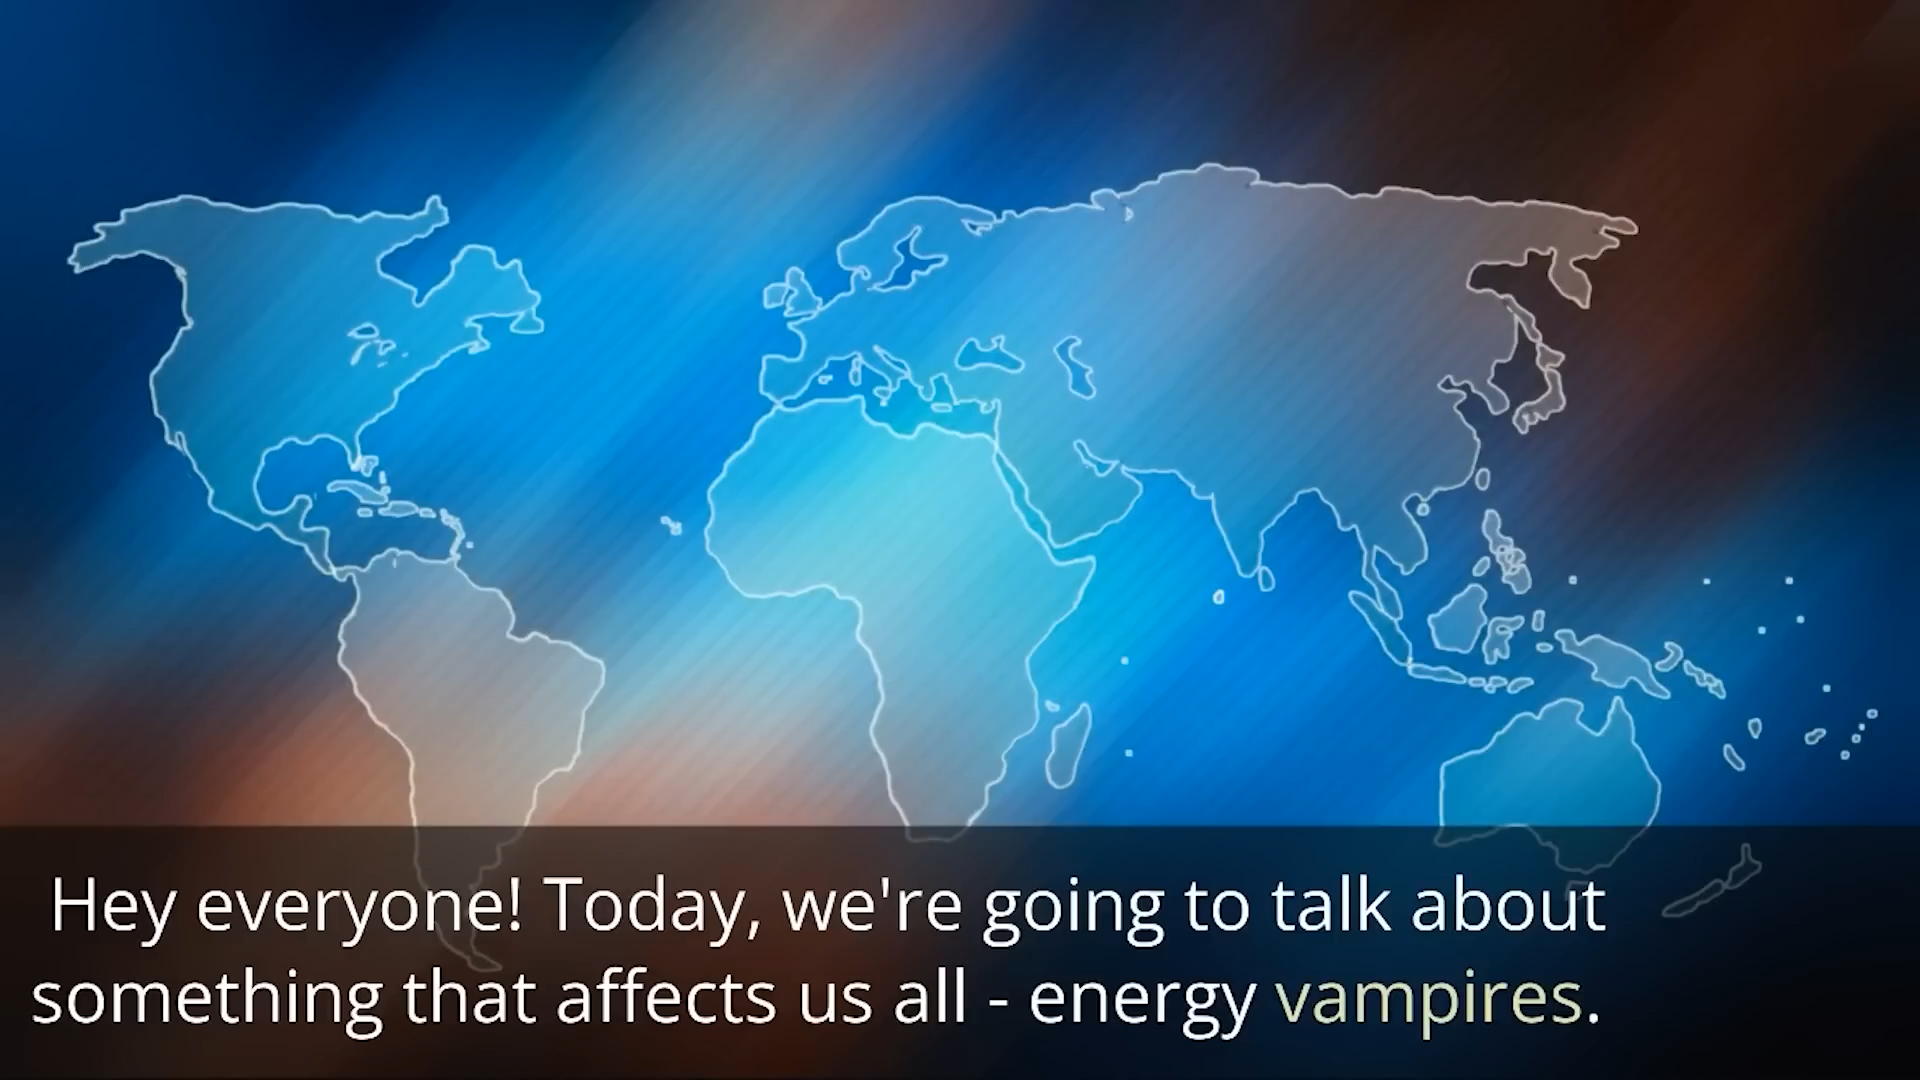 Hey everyone! Today, we're going to talk about
something that affects us all - energy vampires.